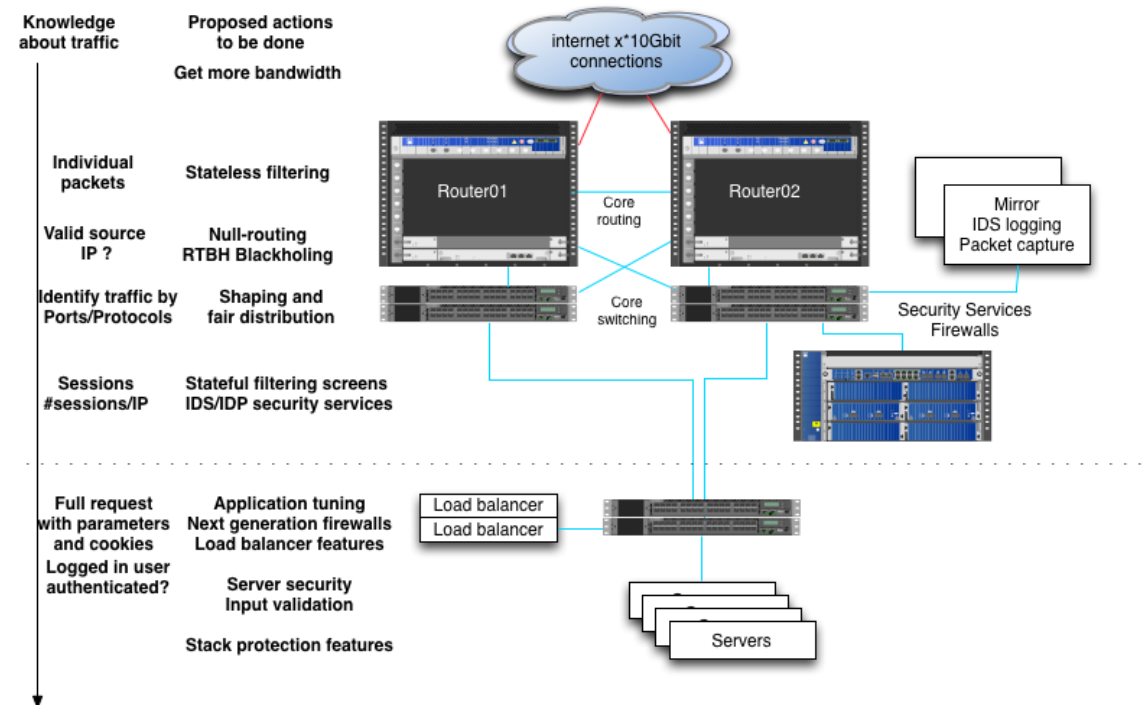 Knowledge
about traffic
Proposed actions
to be done
Get more bandwidth
internet x*10Gbit
connections
Individual
packets
Stateless filtering
Router01
Router02
Core
routing
Mirror
IDS logging
Packet capture
Valid source
IP ?
Null-routing
RTBH Blackholing
Identify traffic by
Ports/Protocols
Shaping and
fair distribution
Core
switching
Security Services
Firewalls
Sessions
#sessions/IP
Stateful filtering screens
IDS/IDP security services
Full request
with parameters
and cookies
Logged in user
authenticated?
Application tuning
Next generation firewalls
Load balancer features
Load balancer
Load balancer
Server security
Input validation
Stack protection features
Servers